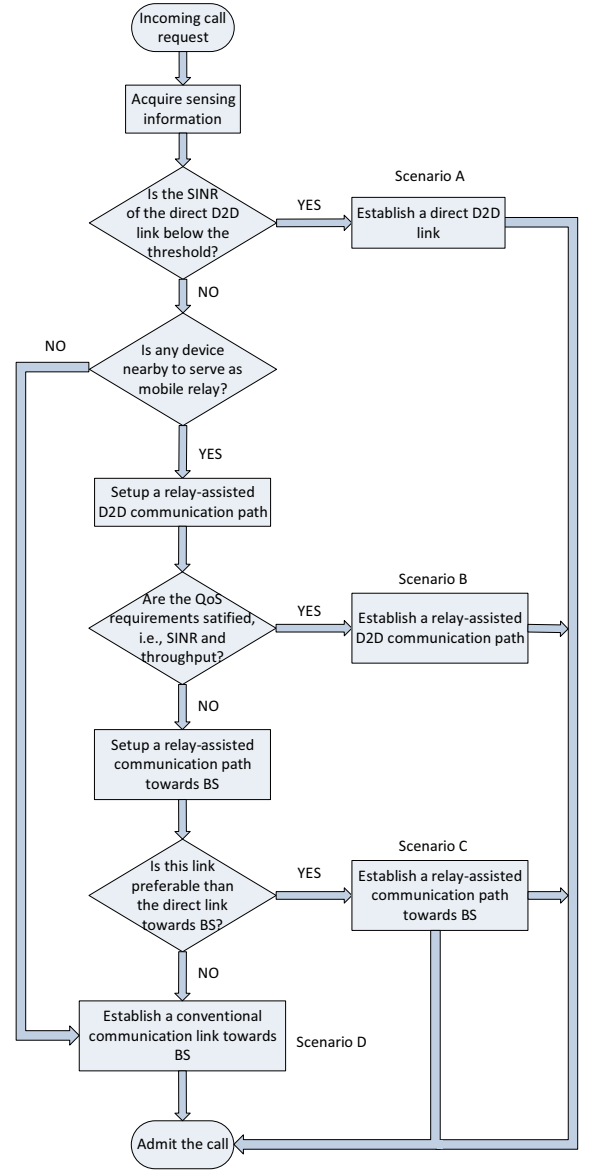 Incoming call
request
Acquire sensing
information
Is the SINR
of the direct D2D
link below the
threshold?
YES
Scenario A
Establish a direct D2D
link
NO
NO
Is any device
nearby to serve as
mobile relay?
YES
Setup a relay-assisted
D2D communication path
Are the QoS
requirements satified,
i.e., SINR and
throughput?
YES
Scenario B
Establish a relay-assisted
D2D communication path
NO
Setup a relay-assisted
communication path
towards BS
Is this link
preferable than
the direct link
towards BS?
YES
Scenario C
Establish a relay-assisted
communication path
towards BS
NO
Establish a conventional
communication link towards
BS
Scenario D
Admit the call